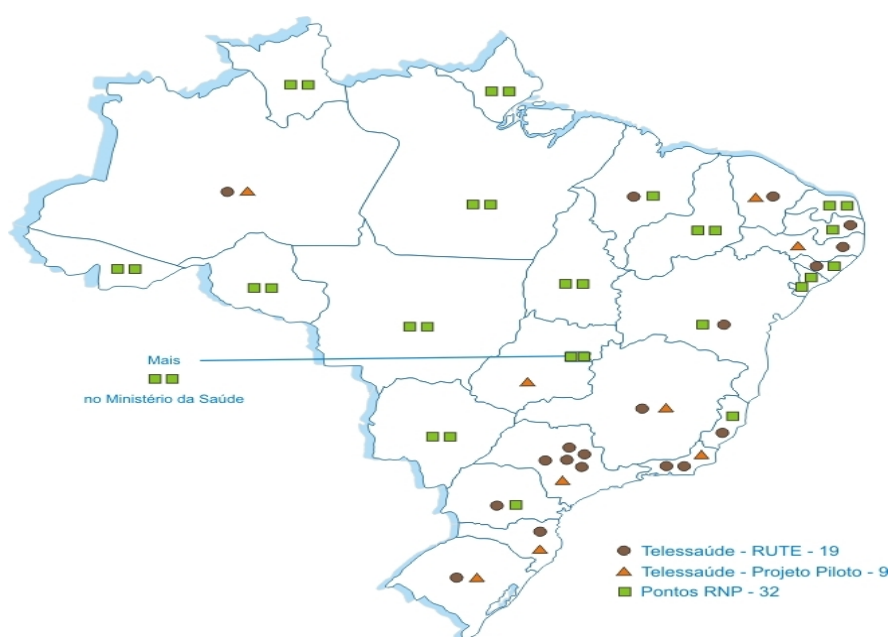 Mais
no Ministério da Saúde
Telessaúde - RUTE - 19
Telessaúde - Projeto Piloto - 9
Pontos RNP - 32